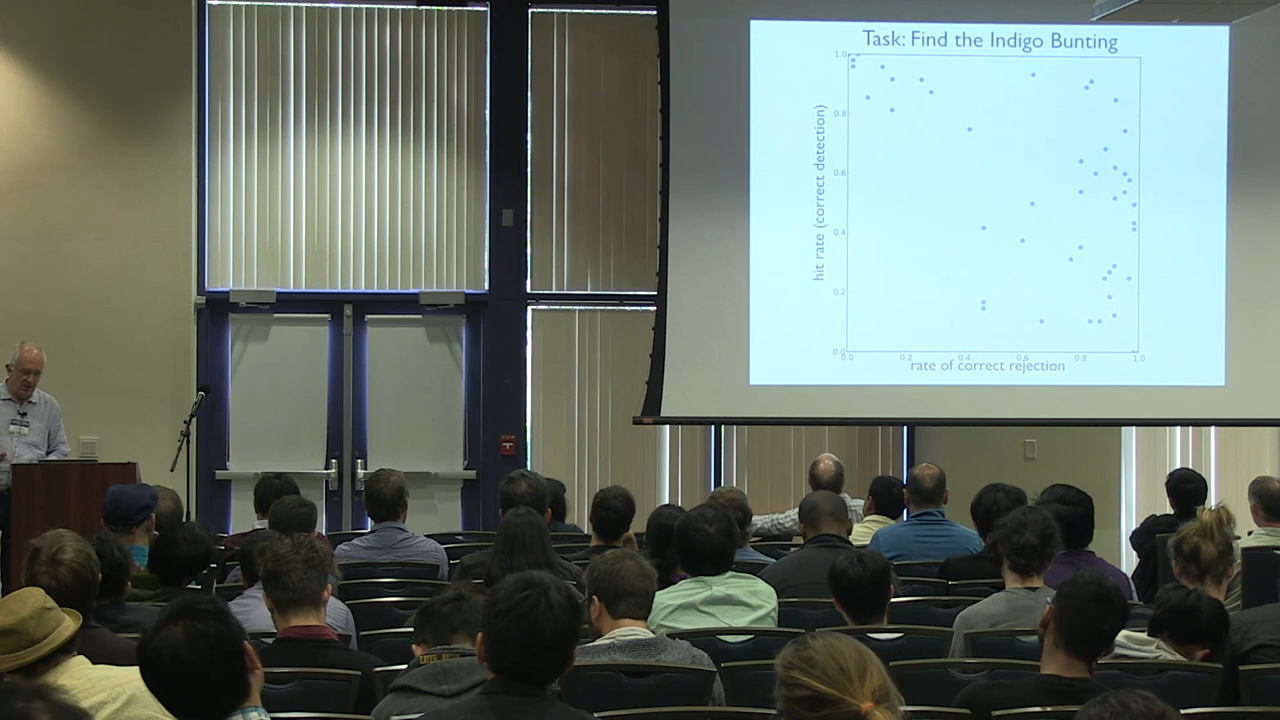 Task: Find the Indigo Bunting
1.0
0.8
0.6
0.4
0.2
0.0
hit rate (correct detection)
0.0 0.2 0.4 0.6 0.8 1.0
rate of correct rejection